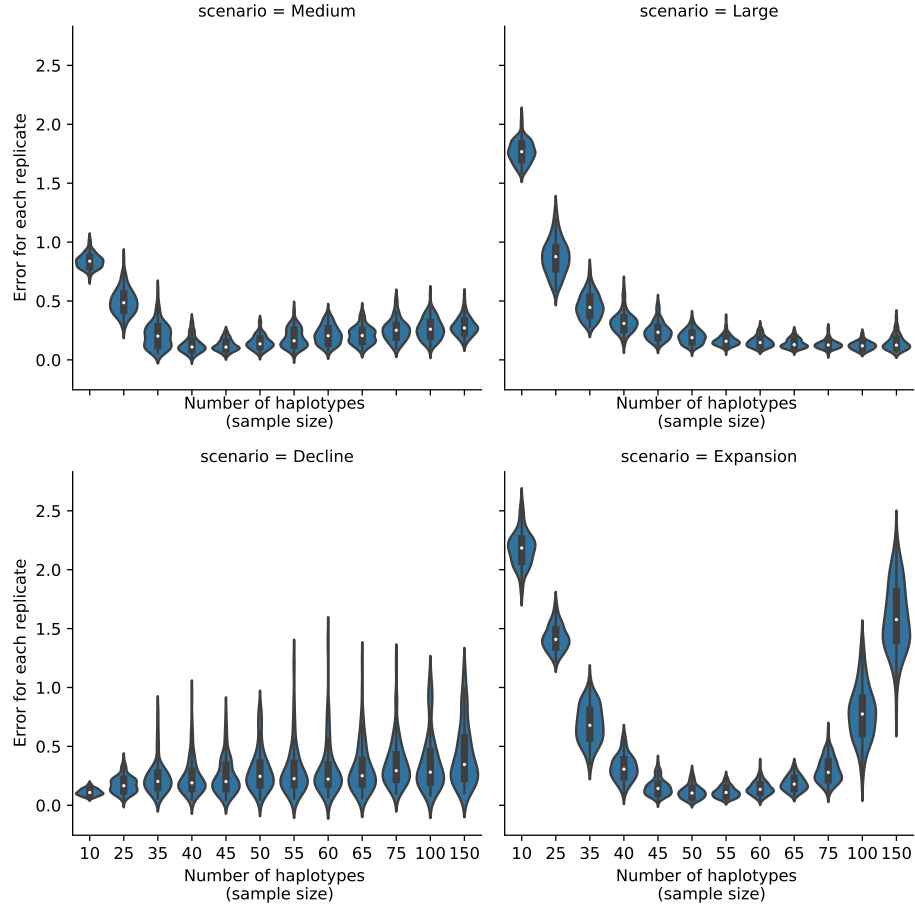 scenario = Medium
scenario = Large
Error for each replicate
2.5
2.0
1.5
1.0
0.5
0.0
Number of haplotypes
(sample size)
Number of haplotypes
(sample size)
scenario = Decline
scenario = Expansion
Error for each replicate
2.5
2.0
1.5
1.0
0.5
0.0
10 25 35 40 45 50 55 60 65 75 100 150
10 25 35 40 45 50 55 60 65 75 100 150
Number of haplotypes
(sample size)
Number of haplotypes
(sample size)